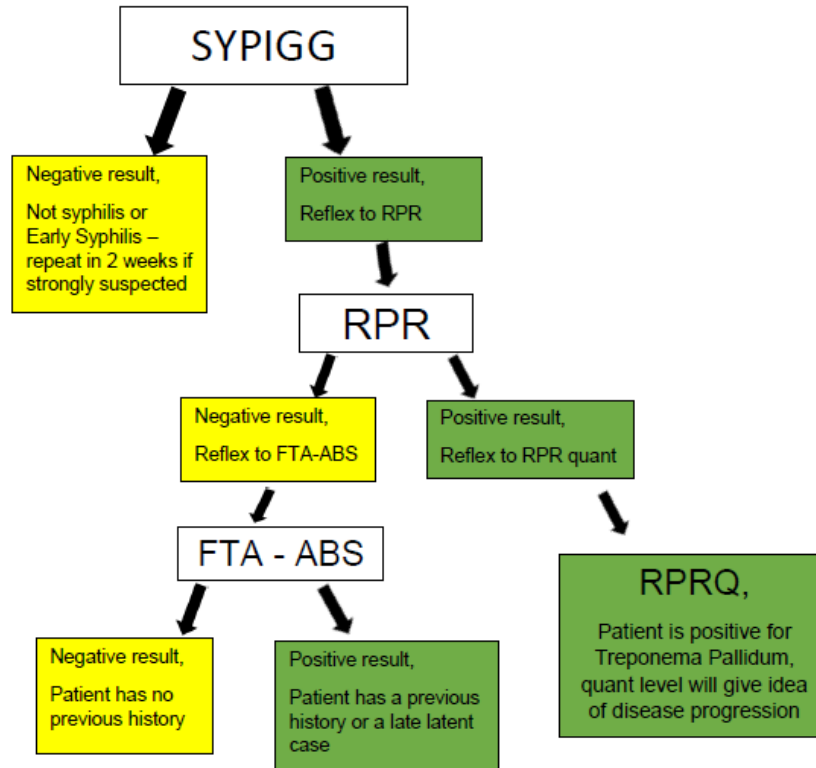 SYPIGG
Negative result,
Not syphilis or
Early Syphilis –
repeat in 2 weeks if
strongly suspected
Positive result,
Reflex to RPR
RPR
Negative result,
Reflex to FTA-ABS
Positive result,
Reflex to RPR quant
FTA - ABS
RPRQ,
Patient is positive for
Treponema Pallidum,
quant level will give idea
of disease progression
Negative result,
Patient has no
previous history
Positive result,
Patient has a previous
history or a late latent
case